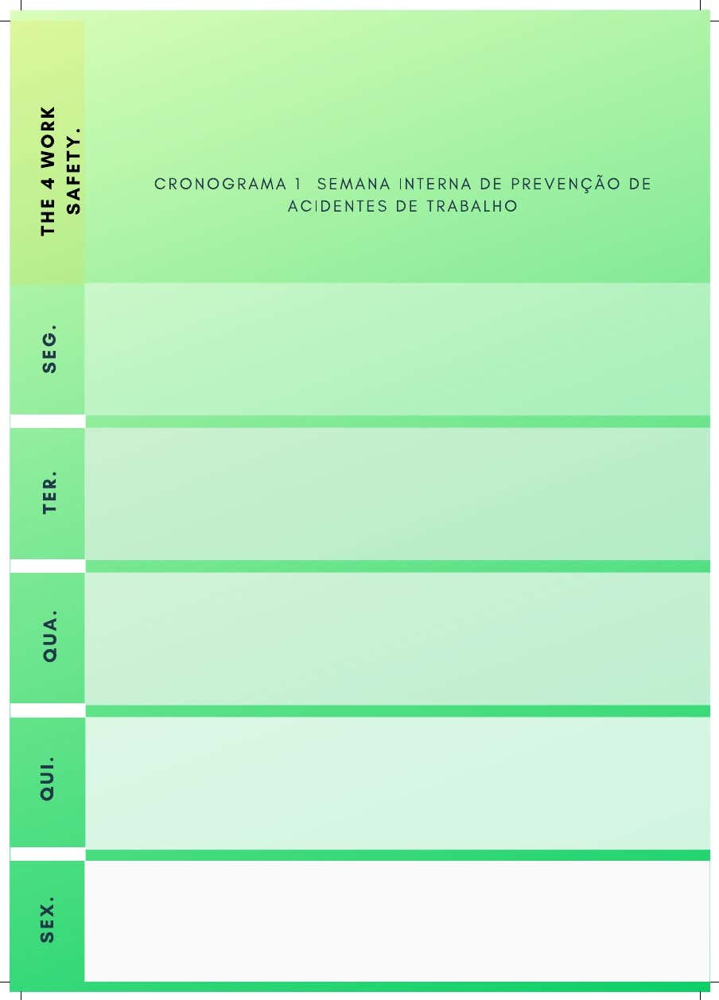 THE 4 WORK
SAFETY.
CRONOGRAMA 1  SEMANA INTERNA DE PREVENÇÃO DE
ACIDENTES DE TRABALHO
SEG.
TER.
QUA.
QUI.
SEX.